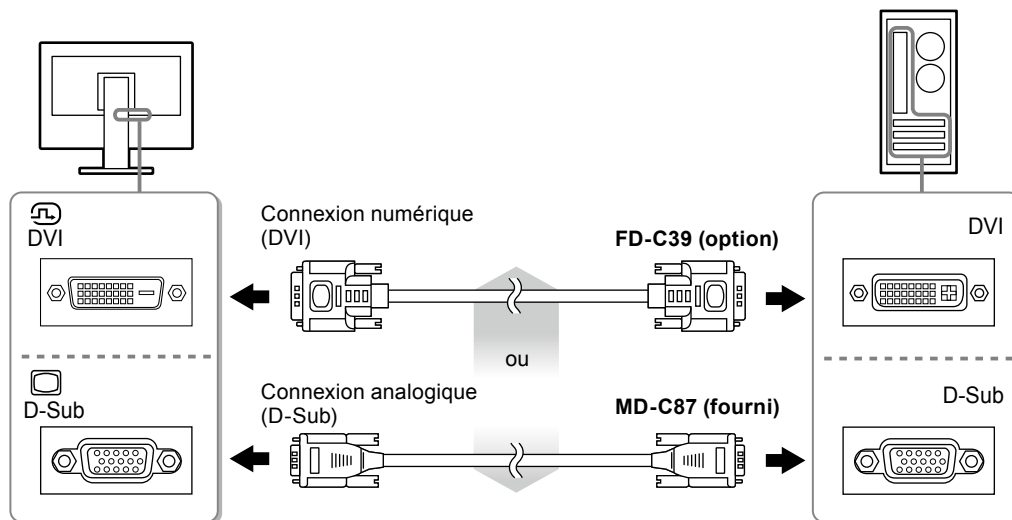 DVI
Connexion numérique
(DVI)
FD-C39 (option)
DVI
ou
D-Sub
Connexion analogique
(D-Sub)
MD-C87 (fourni)
D-Sub